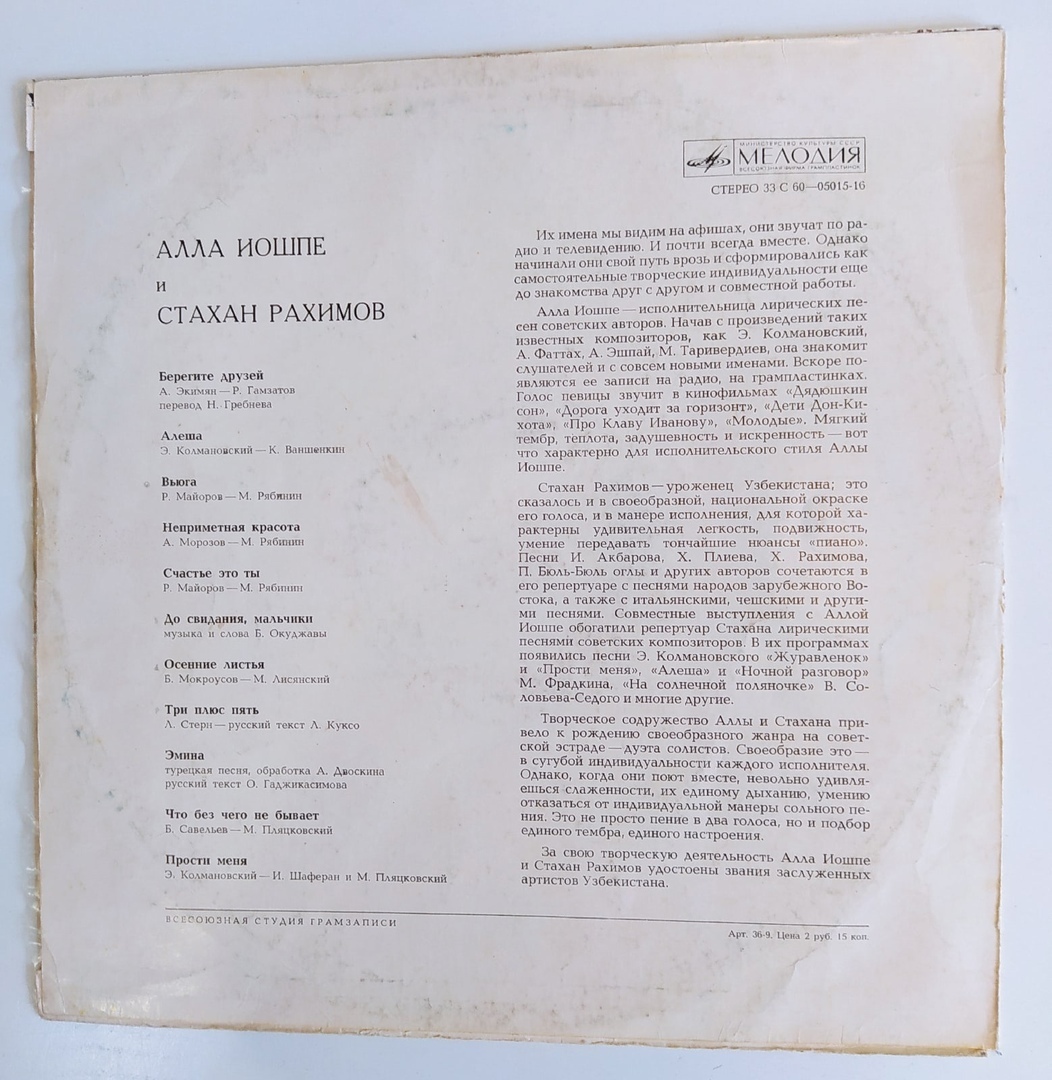 МИНИСТЕРСТВО КУЛЬТУРЫ СССР
МЕЛОДИЯ
ВСЕСОЮЗНАЯ ФИРМА ГРАМПЛАСТИНОК
СТЕРЕО 33 С 60—05015-16
АЛЛА ИОШПЕ
И
СТАХАН РАХИМОВ
Берегите друзей
А. Экимян — Р. Гамзатов
перевод Н. Гребнева
Алеша
Э. Колмановский — К. Ваншенкин
Вьюга
Р. Майоров — М. Рябинин
Неприметная красота
А. Морозов — М. Рябинин
Счастье это ты
Р. Майоров — М. Рябинин
До свидания, мальчики
музыка и слова Б. Окуджавы
Осенние листья
Б. Мокроусов — М. Лисянский
Три плюс пять
Л. Стерн — русский текст Л. Куксо
Эмина
турецкая песня, обработка А. Двоскина
русский текст О. Гаджикасимова
Что без чего не бывает
Б. Савельев — М. Пляцковский
Прости меня
Э. Колмановский — И. Шаферан и М. Пляцковский
Их имена мы видим на афишах, они звучат по ра-
дио и телевидению. И почти всегда вместе. Однако
начинали они свой путь врозь и сформировались как
самостоятельные творческие индивидуальности еще
до знакомства друг с другом и совместной работы.
Алла Иошпе — исполнительница лирических пе-
сен советских авторов. Начав с произведений таких
известных композиторов, как Э. Колмановский,
А. Фаттах, А. Эшпай, М. Таривердиев, она знакомит
слушателей и с совсем новыми именами. Вскоре по-
являются ее записи на радио, на грампластинках.
Голос певицы звучит в кинофильмах «Дядюшкин
сон», «Дорога уходит за горизонт», «Дети Дон-Ки-
хота», «Про Клаву Иванову», «Молодые». Мягкий
тембр, теплота, задушевность и искренность — вот
что характерно для исполнительского стиля Аллы
Иошпе.
Стахан Рахимов — уроженец Узбекистана; это
сказалось и в своеобразной, национальной окраске
его голоса, и в манере исполнения, для которой ха-
рактерны удивительная легкость, подвижность,
умение передавать тончайшие нюансы «пиано».
Песни И. Акбарова, Х. Плиева, Х. Рахимова,
П. Бюль-Бюль оглы и других авторов сочетаются в
его репертуаре с песнями народов зарубежного Во-
стока, а также с итальянскими, чешскими и други-
ми песнями. Совместные выступления с Аллой
Иошпе обогатили репертуар Стахана лирическими
песнями советских композиторов. В их программах
появились песни Э. Колмановского «Журавленок»
и «Прости меня», «Алеша» и «Ночной разговор»
М. Фрадкина, «На солнечной поляночке» В. Со-
ловьева-Седого и многие другие.
Творческое содружество Аллы и Стахана при-
вело к рождению своеобразного жанра на совет-
ской эстраде — дуэта солистов. Своеобразие это —
в сугубой индивидуальности каждого исполнителя.
Однако, когда они поют вместе, невольно удивля-
ешься слаженности, их единому дыханию, умению
отказаться от индивидуальной манеры сольного пе-
ния. Это не просто пение в два голоса, но и подбор
единого тембра, единого настроения.
За свою творческую деятельность Алла Иошпе
и Стахан Рахимов удостоены звания заслуженных
артистов Узбекистана.
ВСЕСОЮЗНАЯ СТУДИЯ ГРАМЗАПИСИ
Арт. 36-9. Цена 2 руб. 15 коп.